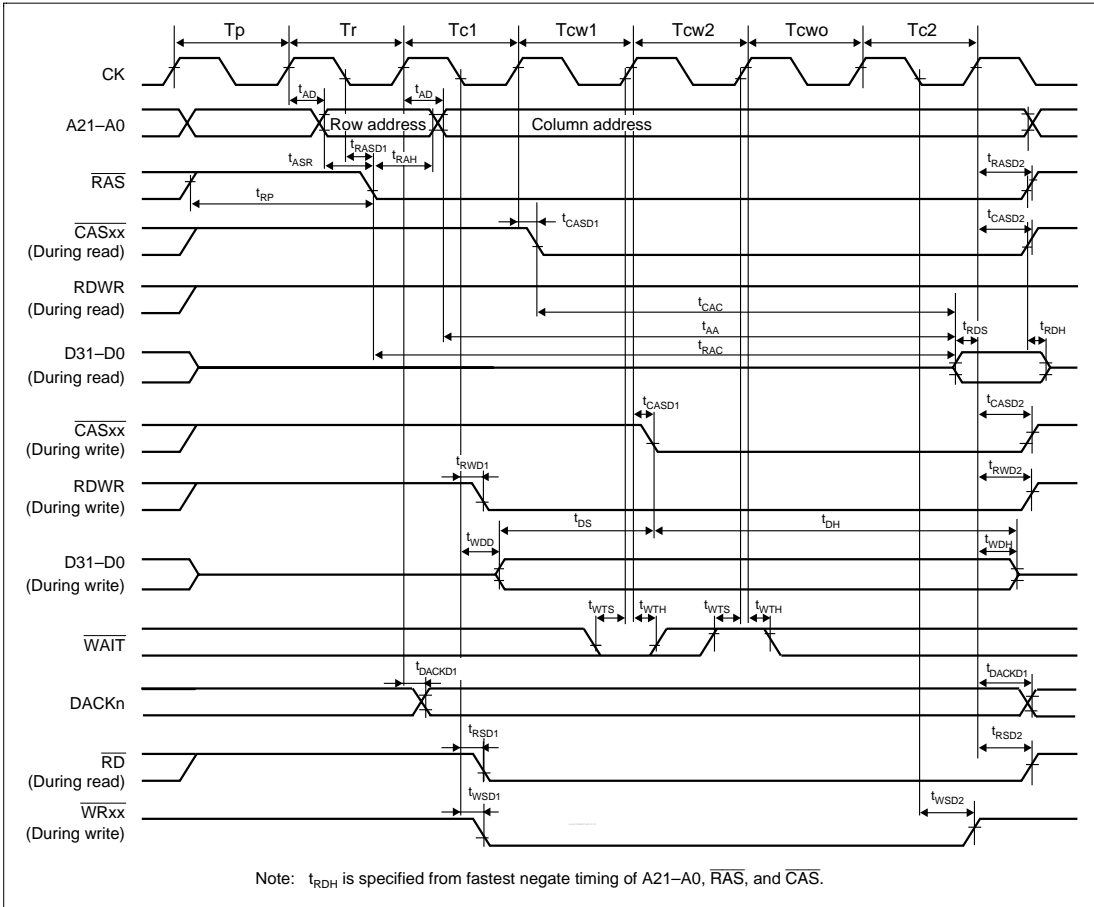 Tp Tr Tc1 Tcw1 Tcw2 Tcwo Tc2
CK
tAD tAD
A21–A0 Row address Column address
tASR tRASD1 tRAH tRASD2
RAS
tRP
tCASD1 tCASD2
CASxx
(During read)
RDWR
(During read)
tCAC
tAA
tRAC
tRDS tRDH
D31–D0
(During read)
tCASD1 tCASD2
CASxx
(During write)
tRWD1 tRWD2
RDWR
(During write)
tDS tDH
tWDD tWDH
D31–D0
(During write)
tWTS tWTH tWTS tWTH
WAIT
tDACKD1 tDACKD1
DACKn
tRSD1 tRSD2
RD
(During read)
tWSD1 tWSD2
WRxx
(During write)
Note: tRDH is specified from fastest negate timing of A21–A0, RAS, and CAS.